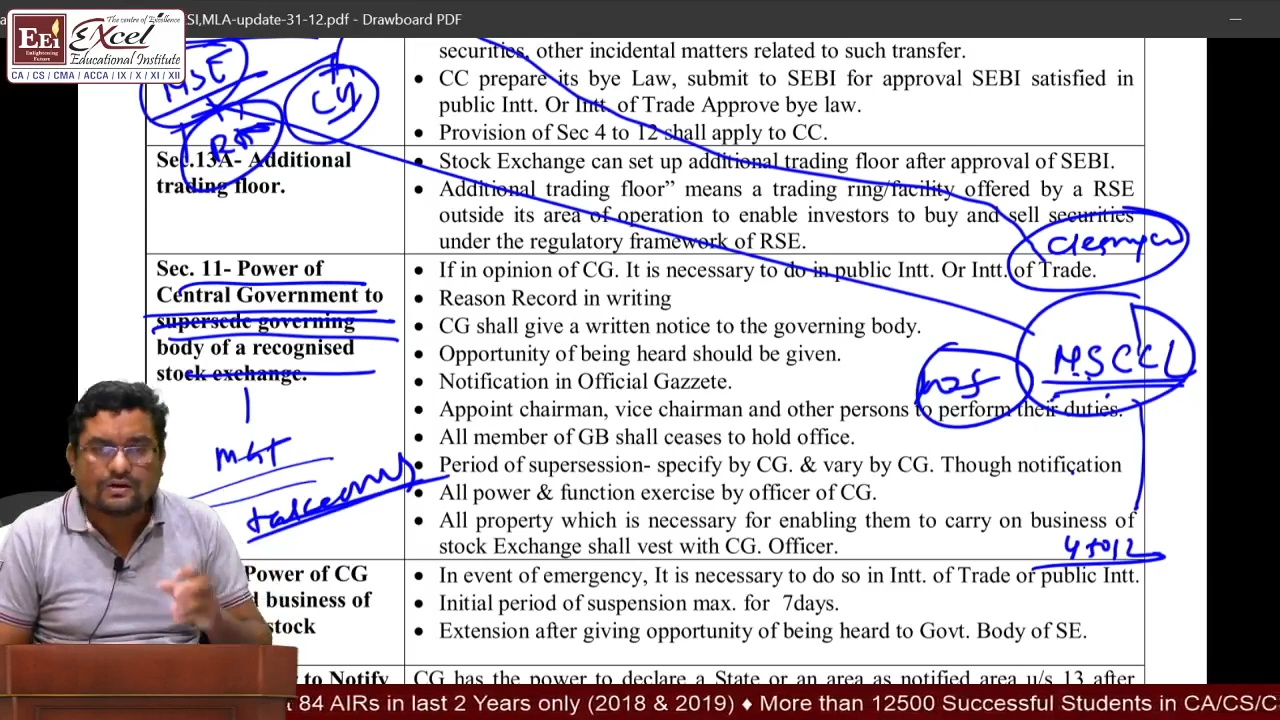 SI,MLA-update-31-12.pdf - Drawboard PDF
EEi
Enlightening
Future
The centre of Excellence
eXcel
Educational Institute
CA / CS / CMA / ACCA / IX / X / XI / XII
MSE
securities, other incidental matters related to such transfer.
• CC prepare its bye Law, submit to SEBI for approval SEBI satisfied in
public Intt. Or Intt. of Trade Approve bye law.
• Provision of Sec 4 to 12 shall apply to CC.
Sec.13A- Additional
trading floor.
• Stock Exchange can set up additional trading floor after approval of SEBI.
• Additional trading floor” means a trading ring/facility offered by a RSE
outside its area of operation to enable investors to buy and sell securities
under the regulatory framework of RSE.
Sec. 11- Power of
Central Government to
supersede governing
body of a recognised
stock exchange.
• If in opinion of CG. It is necessary to do in public Intt. Or Intt. of Trade.
• Reason Record in writing
• CG shall give a written notice to the governing body.
• Opportunity of being heard should be given.
• Notification in Official Gazzete.
• Appoint chairman, vice chairman and other persons to perform their duties.
• All member of GB shall ceases to hold office.
• Period of supersession- specify by CG. & vary by CG. Though notification
• All power & function exercise by officer of CG.
• All property which is necessary for enabling them to carry on business of
stock Exchange shall vest with CG. Officer.
MSCCL
4 to 12
MGT
takeover
Power of CG
business of
stock
• In event of emergency, It is necessary to do so in Intt. of Trade or public Intt.
• Initial period of suspension max. for 7days.
• Extension after giving opportunity of being heard to Govt. Body of SE.
to Notify
CG has the power to declare a State or an area as notified area u/s 13 after
84 AIRs in last 2 Years only (2018 & 2019) ♦ More than 12500 Successful Students in CA/CS/C